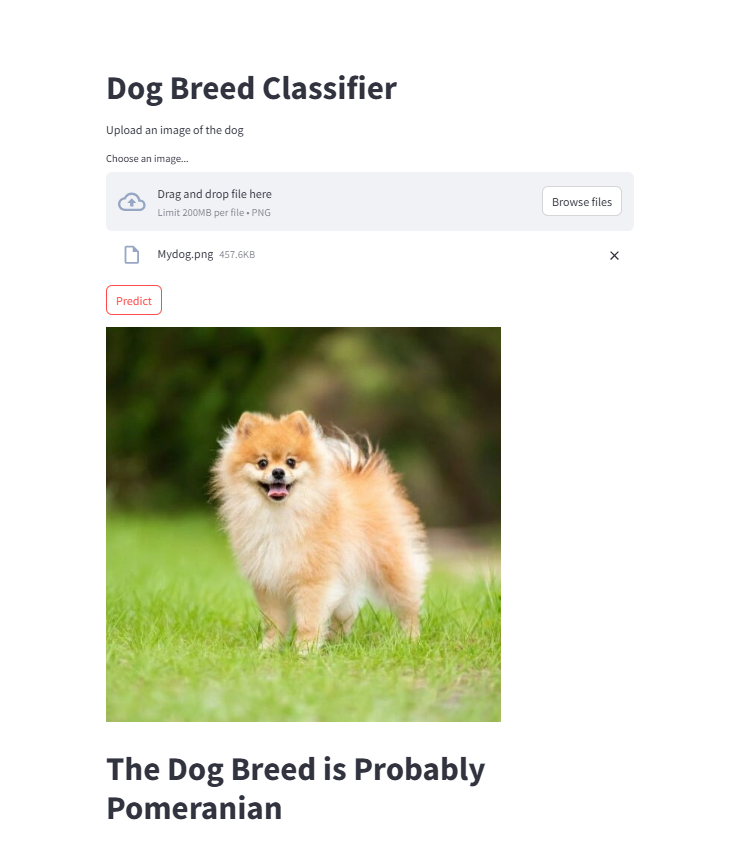 Dog Breed Classifier
Upload an image of the dog
Choose an image...
Drag and drop file here
Limit 200MB per file • PNG
Browse files
Mydog.png 457.6KB
Predict
The Dog Breed is Probably
Pomeranian